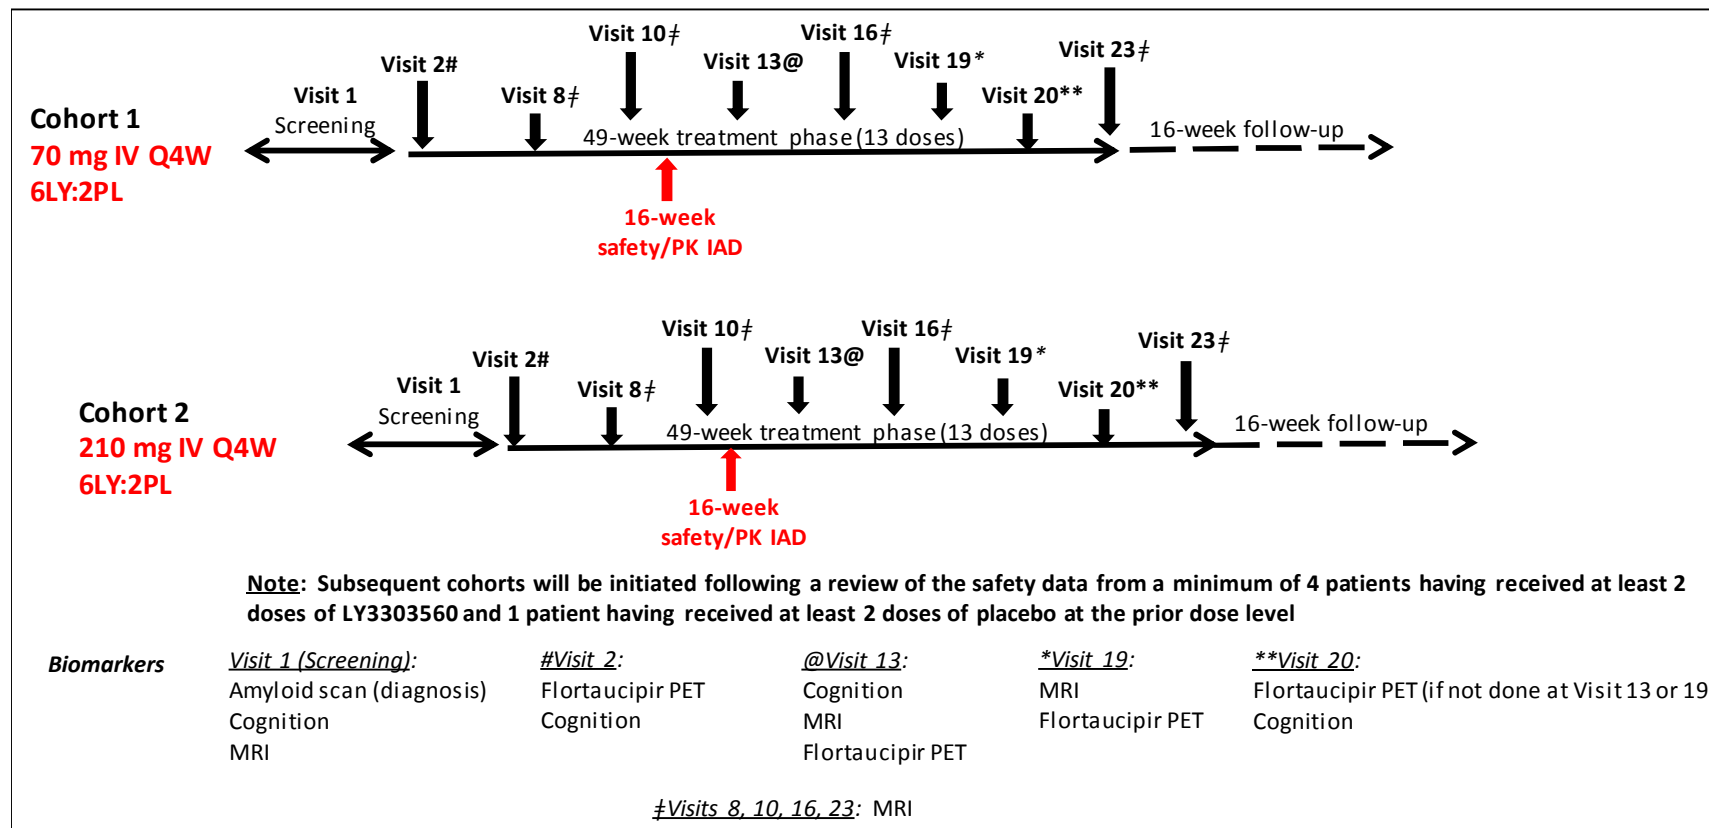 Visit 10ǂ
Visit 16ǂ
Visit 23ǂ
Visit 2#
Visit 13@
Visit 19*
Visit 1
Screening
Visit 8ǂ
Visit 20**
Cohort 1
70 mg IV Q4W
6LY:2PL
49-week treatment phase (13 doses)
16-week follow-up
16-week
safety/PK IAD
Visit 10ǂ
Visit 16ǂ
Visit 23ǂ
Visit 2#
Visit 13@
Visit 19*
Visit 1
Screening
Visit 8ǂ
Visit 20**
Cohort 2
210 mg IV Q4W
6LY:2PL
49-week treatment phase (13 doses)
16-week follow-up
16-week
safety/PK IAD
Note: Subsequent cohorts will be initiated following a review of the safety data from a minimum of 4 patients having received at least 2
doses of LY3303560 and 1 patient having received at least 2 doses of placebo at the prior dose level
Biomarkers
Visit 1 (Screening):
Amyloid scan (diagnosis)
Cognition
MRI
#Visit 2:
Flortaucipir PET
Cognition
@Visit 13:
Cognition
MRI
Flortaucipir PET
*Visit 19:
MRI
Flortaucipir PET
**Visit 20:
Flortaucipir PET (if not done at Visit 13 or 19
Cognition
ǂVisits 8, 10, 16, 23: MRI